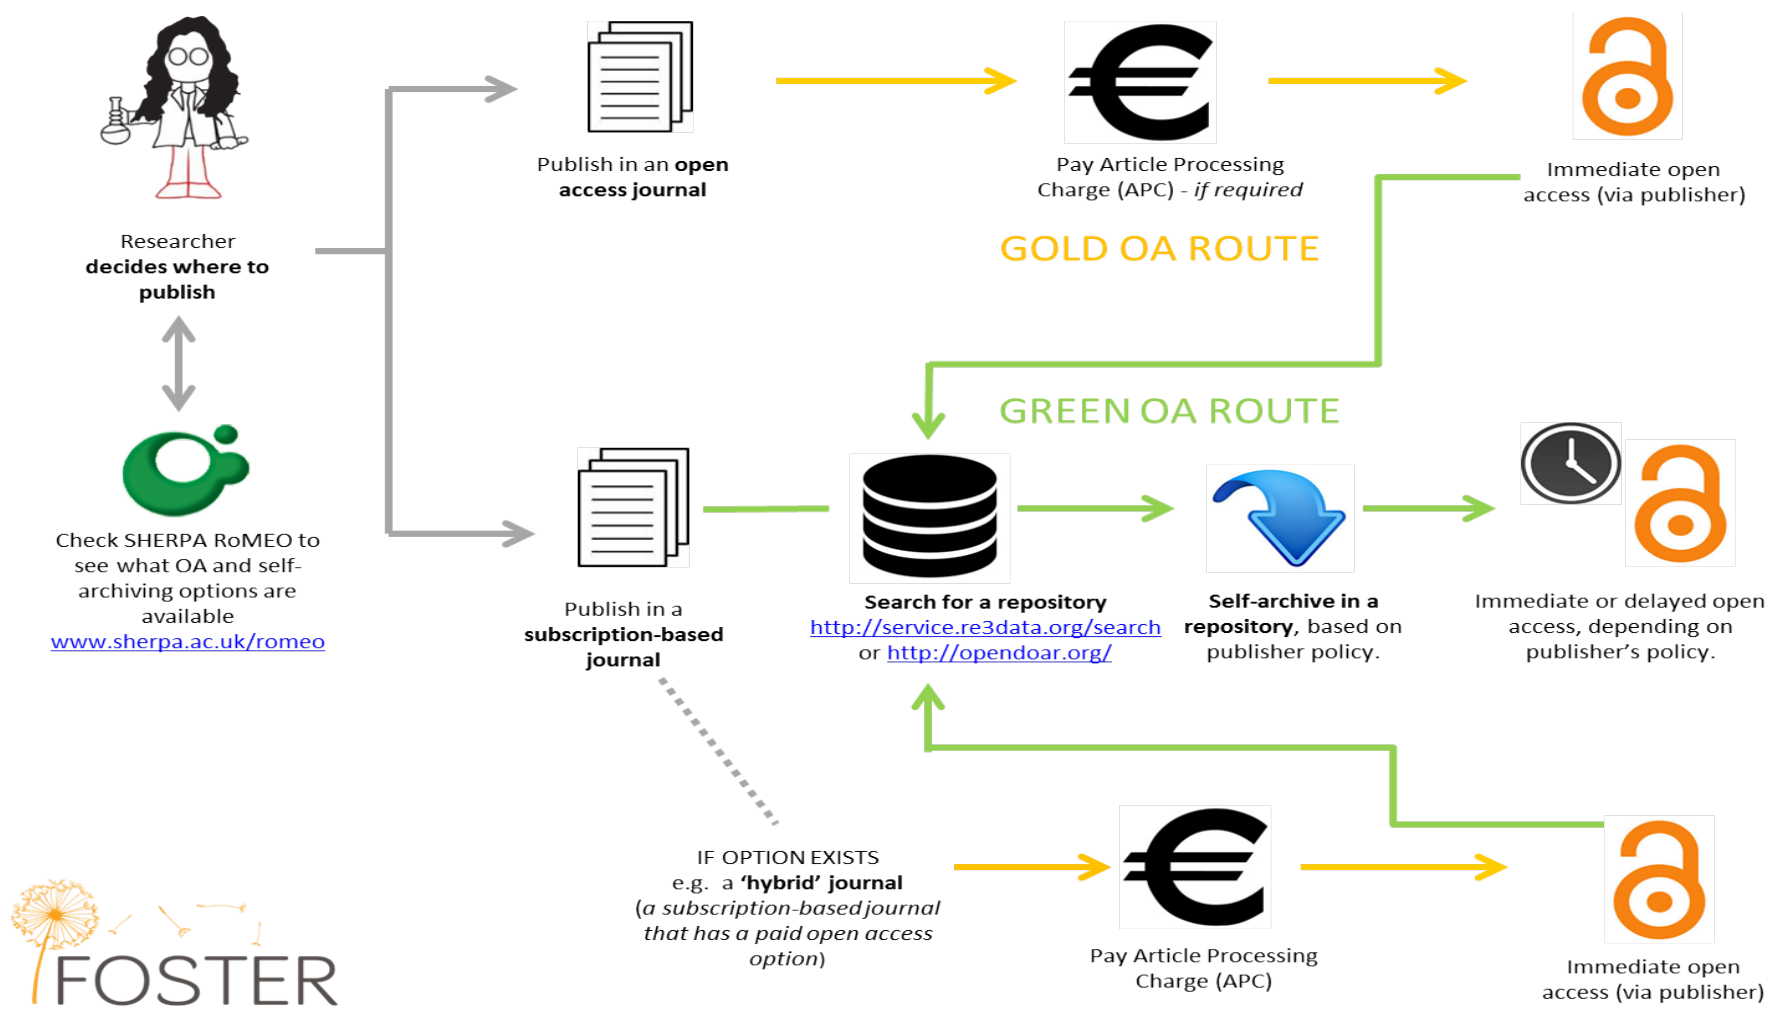 Researcher
decides where to
publish
Check SHERPA RoMEO to
see what OA and self-
archiving options are
available
www.sherpa.ac.uk/romeo
Publish in an open
access journal
Pay Article Processing
Charge (APC) - if required
Immediate open
access (via publisher)
GOLD OA ROUTE
GREEN OA ROUTE
Publish in a
subscription-based
journal
Search for a repository
http://service.re3data.org/search
or http://opendoar.org/
Self-archive in a
repository, based on
publisher policy.
Immediate or delayed open
access, depending on
publisher’s policy.
IF OPTION EXISTS
e.g. a ‘hybrid’ journal
(a subscription-based journal
that has a paid open access
option)
Pay Article Processing
Charge (APC)
Immediate open
access (via publisher)
FOSTER